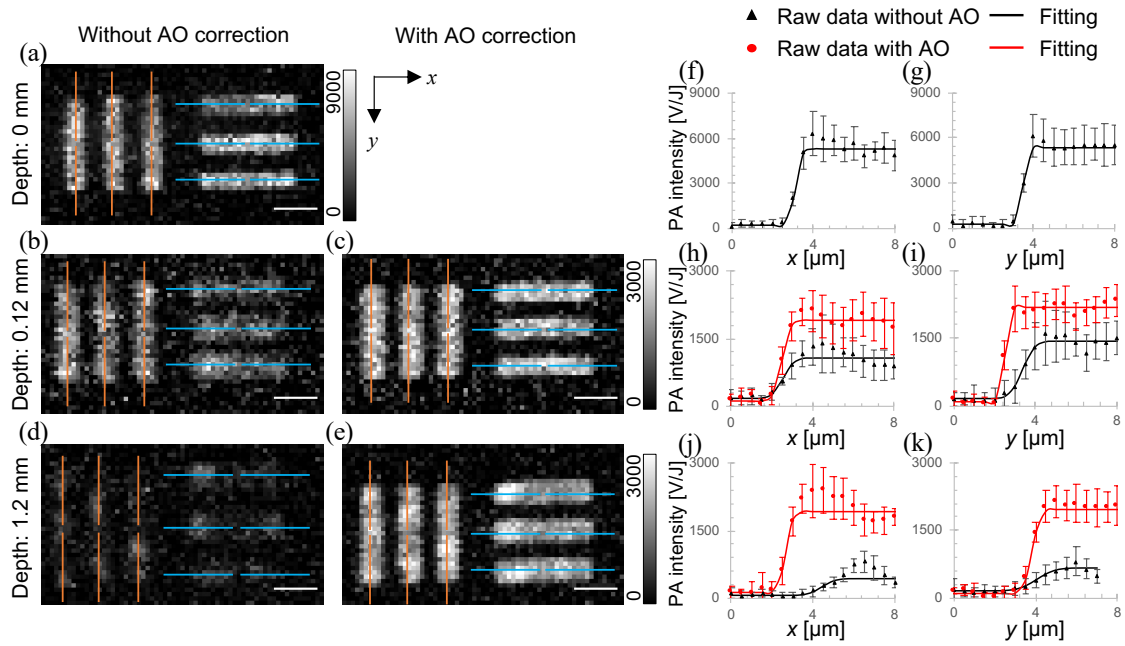 Without AO correction
With AO correction
▲ Raw data without AO — Fitting
● Raw data with AO — Fitting
(a)
Depth: 0 mm
9000
0
x
y
(b)
Depth: 0.12 mm
(c)
3000
0
(d)
Depth: 1.2 mm
(e)
3000
0
(f)
PA intensity [V/J]
9000
6000
3000
0
0 4 8
x [µm]
(g)
9000
6000
3000
0
0 4 8
y [µm]
(h)
PA intensity [V/J]
3000
1500
0
0 4 8
x [µm]
(i)
3000
1500
0
0 4 8
y [µm]
(j)
PA intensity [V/J]
3000
1500
0
0 4 8
x [µm]
(k)
3000
1500
0
0 4 8
y [µm]